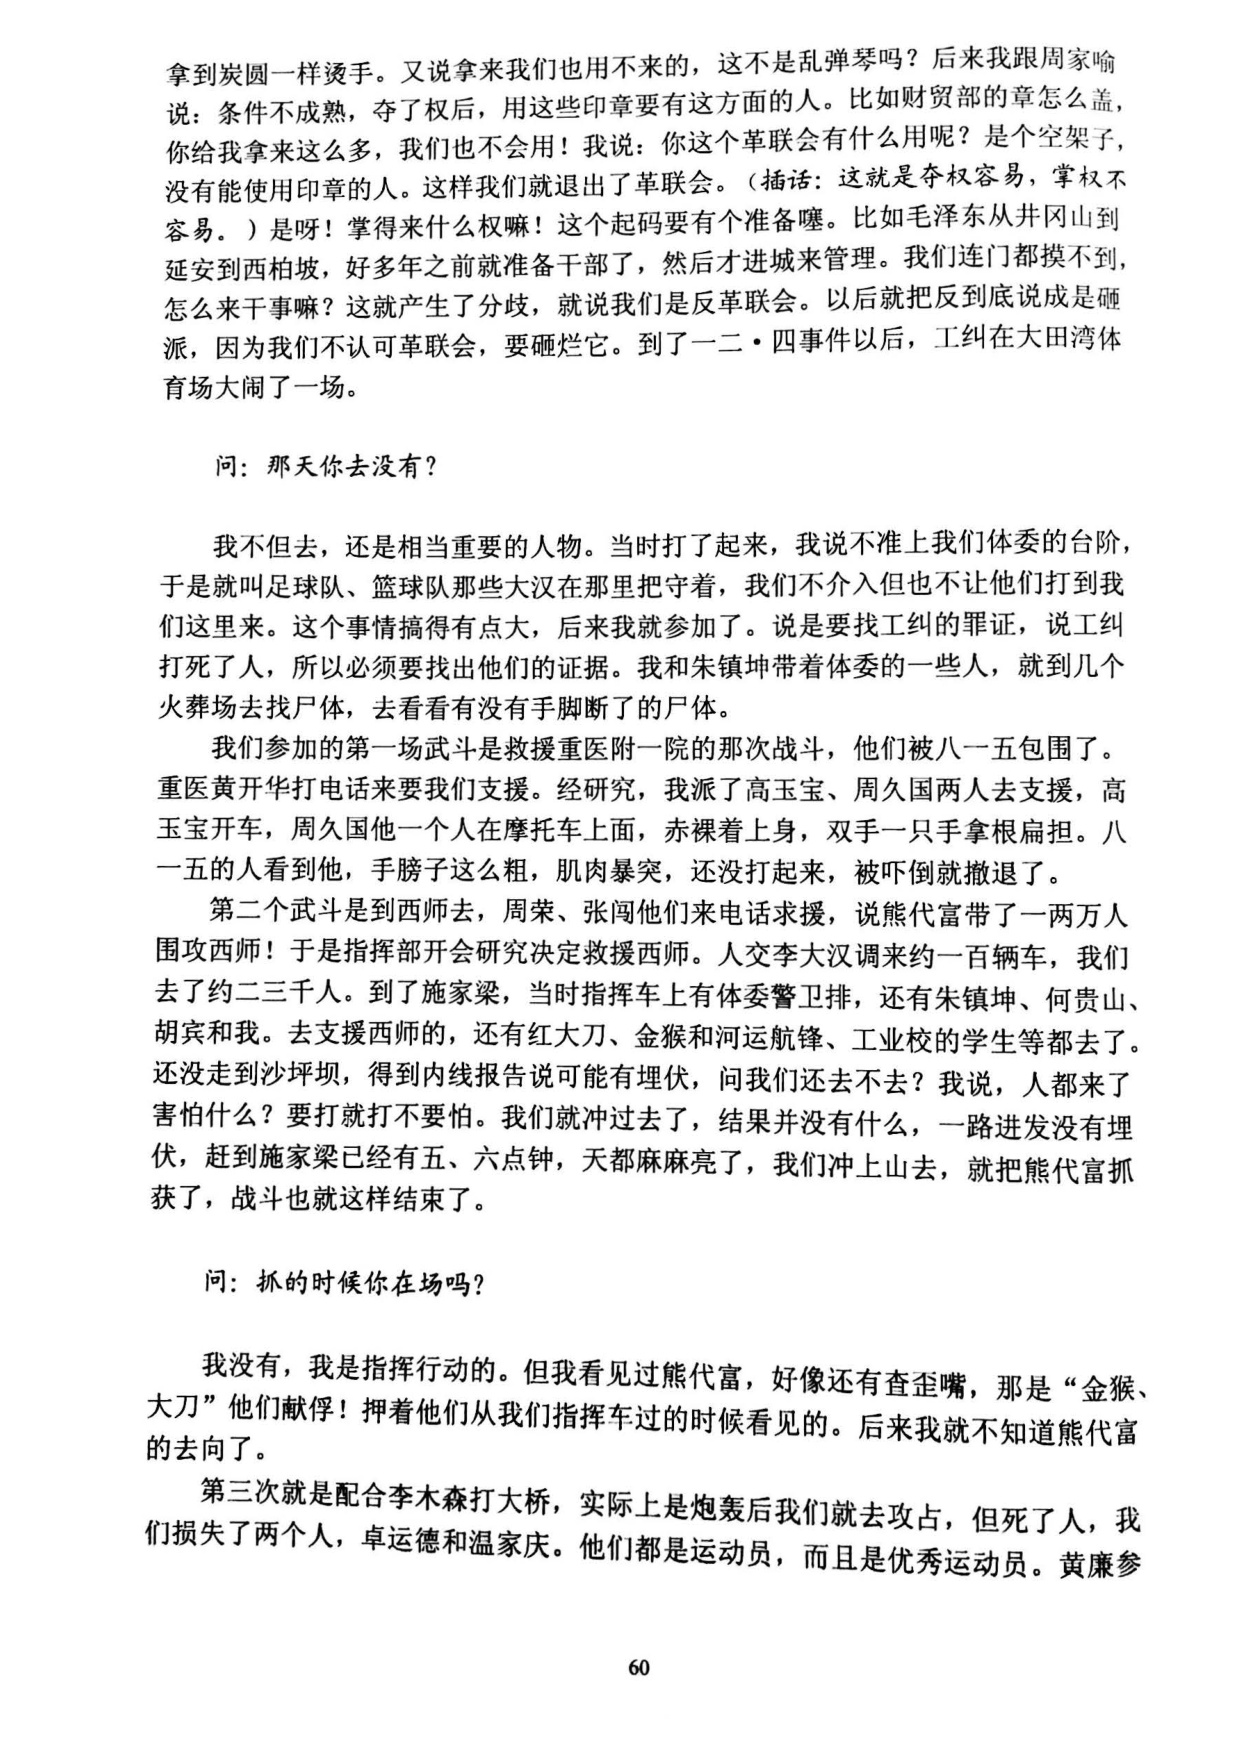 拿到炭圆一样烫手。又说拿来我们也用不来的，这不是乱弹琴吗？后来我跟周家喻
说：条件不成熟，夺了权后，用这些印章要有这方面的人。比如财贸部的章怎么盖，
你给我拿来这么多，我们也不会用！我说：你这个革联会有什么用呢？是个空架子，
没有能使用印章的人。这样我们就退出了革联会。（插话：这就是夺权容易，掌权不
容易。）是呀！掌得来什么权嘛！这个起码要有个准备噻。比如毛泽东从井冈山到
延安到西柏坡，好多年之前就准备干部了，然后才进城来管理。我们连门都摸不到，
怎么来干事嘛？这就产生了分歧，就说我们是反革联会。以后就把反到底说成是砸
派，因为我们不认可革联会，要砸烂它。到了一二·四事件以后，工纠在大田湾体
育场大闹了一场。
问：那天你去没有？
我不但去，还是相当重要的人物。当时打了起来，我说不准上我们体委的台阶，
于是就叫足球队、篮球队那些大汉在那里把守着，我们不介入但也不让他们打到我
们这里来。这个事情搞得有点大，后来我就参加了。说是要找工纠的罪证，说工纠
打死了人，所以必须要找出他们的证据。我和朱镇坤带着体委的一些人，就到几个
火葬场去找尸体，去看看有没有手脚断了的尸体。
我们参加的第一场武斗是救援重医附一院的那次战斗，他们被八一五包围了。
重医黄开华打电话来要我们支援。经研究，我派了高玉宝、周久国两人去支援，高
玉宝开车，周久国他一个人在摩托车上面，赤裸着上身，双手一只手拿根扁担。八
一五的人看到他，手膀子这么粗，肌肉暴突，还没打起来，被吓倒就撤退了。
第二个武斗是到西师去，周荣、张闯他们来电话求援，说熊代富带了一两万人
围攻西师！于是指挥部开会研究决定救援西师。人交李大汉调来约一百辆车，我们
去了约二三千人。到了施家梁，当时指挥车上有体委警卫排，还有朱镇坤、何贵山、
胡宾和我。去支援西师的，还有红大刀、金猴和河运航锋、工业校的学生等都去了。
还没走到沙坪坝，得到内线报告说可能有埋伏，问我们还去不去？我说，人都来了
害怕什么？要打就打不要怕。我们就冲过去了，结果并没有什么，一路进发没有埋
伏，赶到施家梁已经有五、六点钟，天都麻麻亮了，我们冲上山去，就把熊代富抓
获了，战斗也就这样结束了。
问：抓的时候你在场吗？
我没有，我是指挥行动的。但我看见过熊代富，好像还有查歪嘴，那是“金猴、
大刀”他们献俘！押着他们从我们指挥车过的时候看见的。后来我就不知道熊代富
的去向了。
第三次就是配合李木森打大桥，实际上是炮轰后我们就去攻占，但死了人，我
们损失了两个人，卓运德和温家庆。他们都是运动员，而且是优秀运动员。黄廉参
60